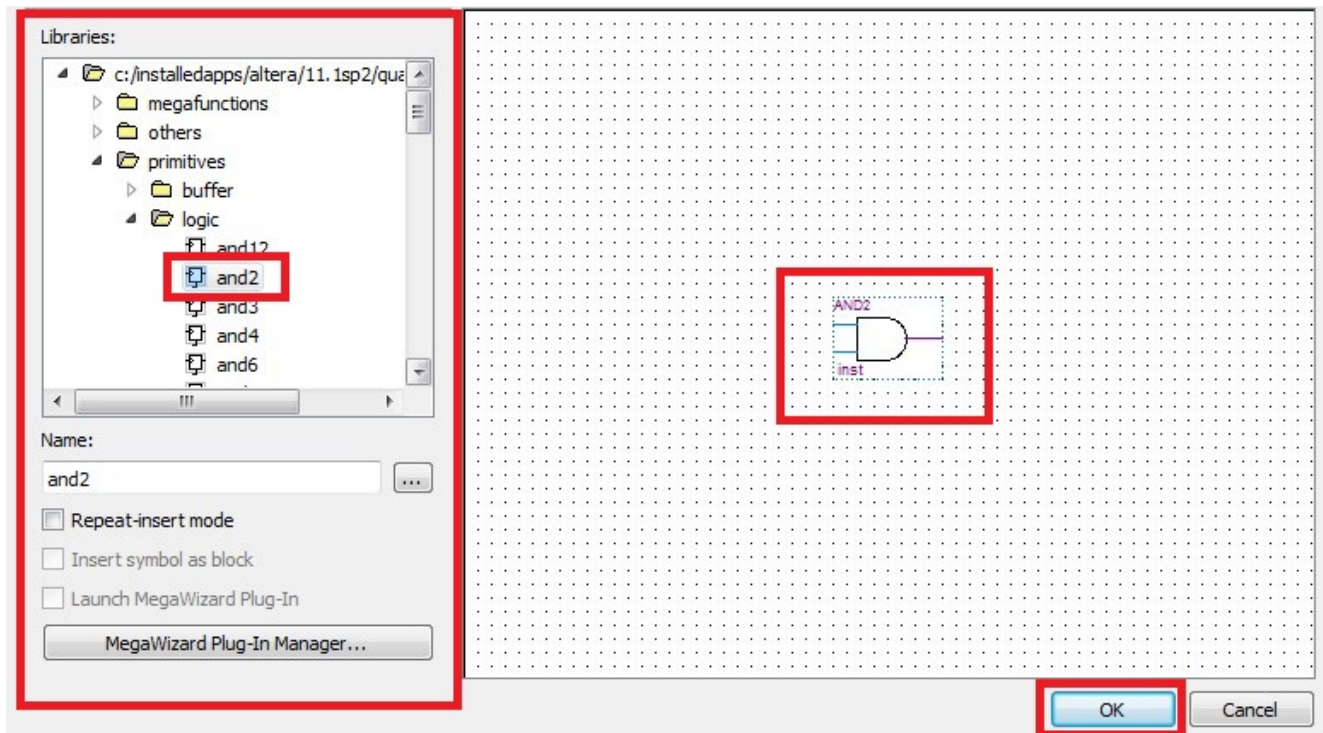 Libraries:
c:/installedapps/altera/11.1sp2/qua
megafunctions
others
primitives
buffer
logic
and12
and2
and3
and4
and6
Name:
and2
...
Repeat-insert mode
Insert symbol as block
Launch MegaWizard Plug-In
MegaWizard Plug-In Manager...
AND2
inst
OK
Cancel